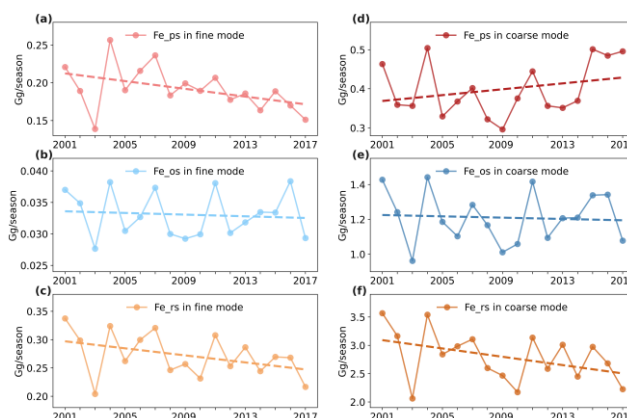 (a)
Fe_ps in fine mode
Gg/season
0.25
0.20
0.15
2001 2005 2009 2013 2017
(d)
Fe_ps in coarse mode
Gg/season
0.5
0.4
0.3
2001 2005 2009 2013 2017
(b)
Fe_os in fine mode
Gg/season
0.040
0.035
0.030
0.025
2001 2005 2009 2013 2017
(e)
Fe_os in coarse mode
Gg/season
1.4
1.2
1.0
2001 2005 2009 2013 2017
(c)
Fe_rs in fine mode
Gg/season
0.35
0.30
0.25
0.20
2001 2005 2009 2013 2017
(f)
Fe_rs in coarse mode
Gg/season
3.5
3.0
2.5
2.0
2001 2005 2009 2013 2017